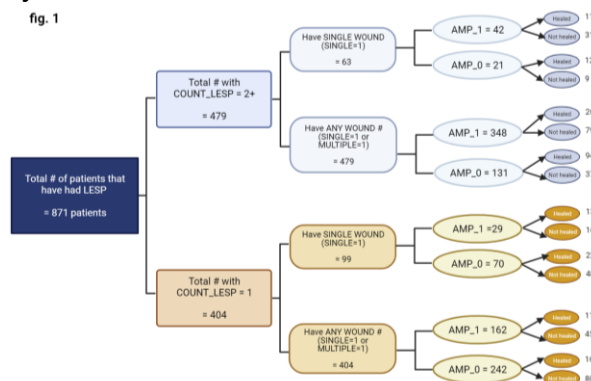 fig. 1
Total # of patients that
have had LESP
= 871 patients
Total # with
COUNT_LESP = 2+
= 479
Have SINGLE WOUND
(SINGLE=1)
= 63
AMP_1 = 42
Healed
Not healed
AMP_0 = 21
Healed
Not healed
9
Have ANY WOUND #
(SINGLE=1 or
MULTIPLE=1)
= 479
AMP_1 = 348
Healed
Not healed
AMP_0 = 131
Healed
Not healed
Total # with
COUNT_LESP = 1
= 404
Have SINGLE WOUND
(SINGLE=1)
= 99
AMP_1 =29
Healed
Not healed
AMP_0 = 70
Healed
Not healed
Have ANY WOUND #
(SINGLE=1 or
MULTIPLE=1)
= 404
AMP_1 = 162
Healed
Not healed
AMP_0 = 242
Healed
Not healed